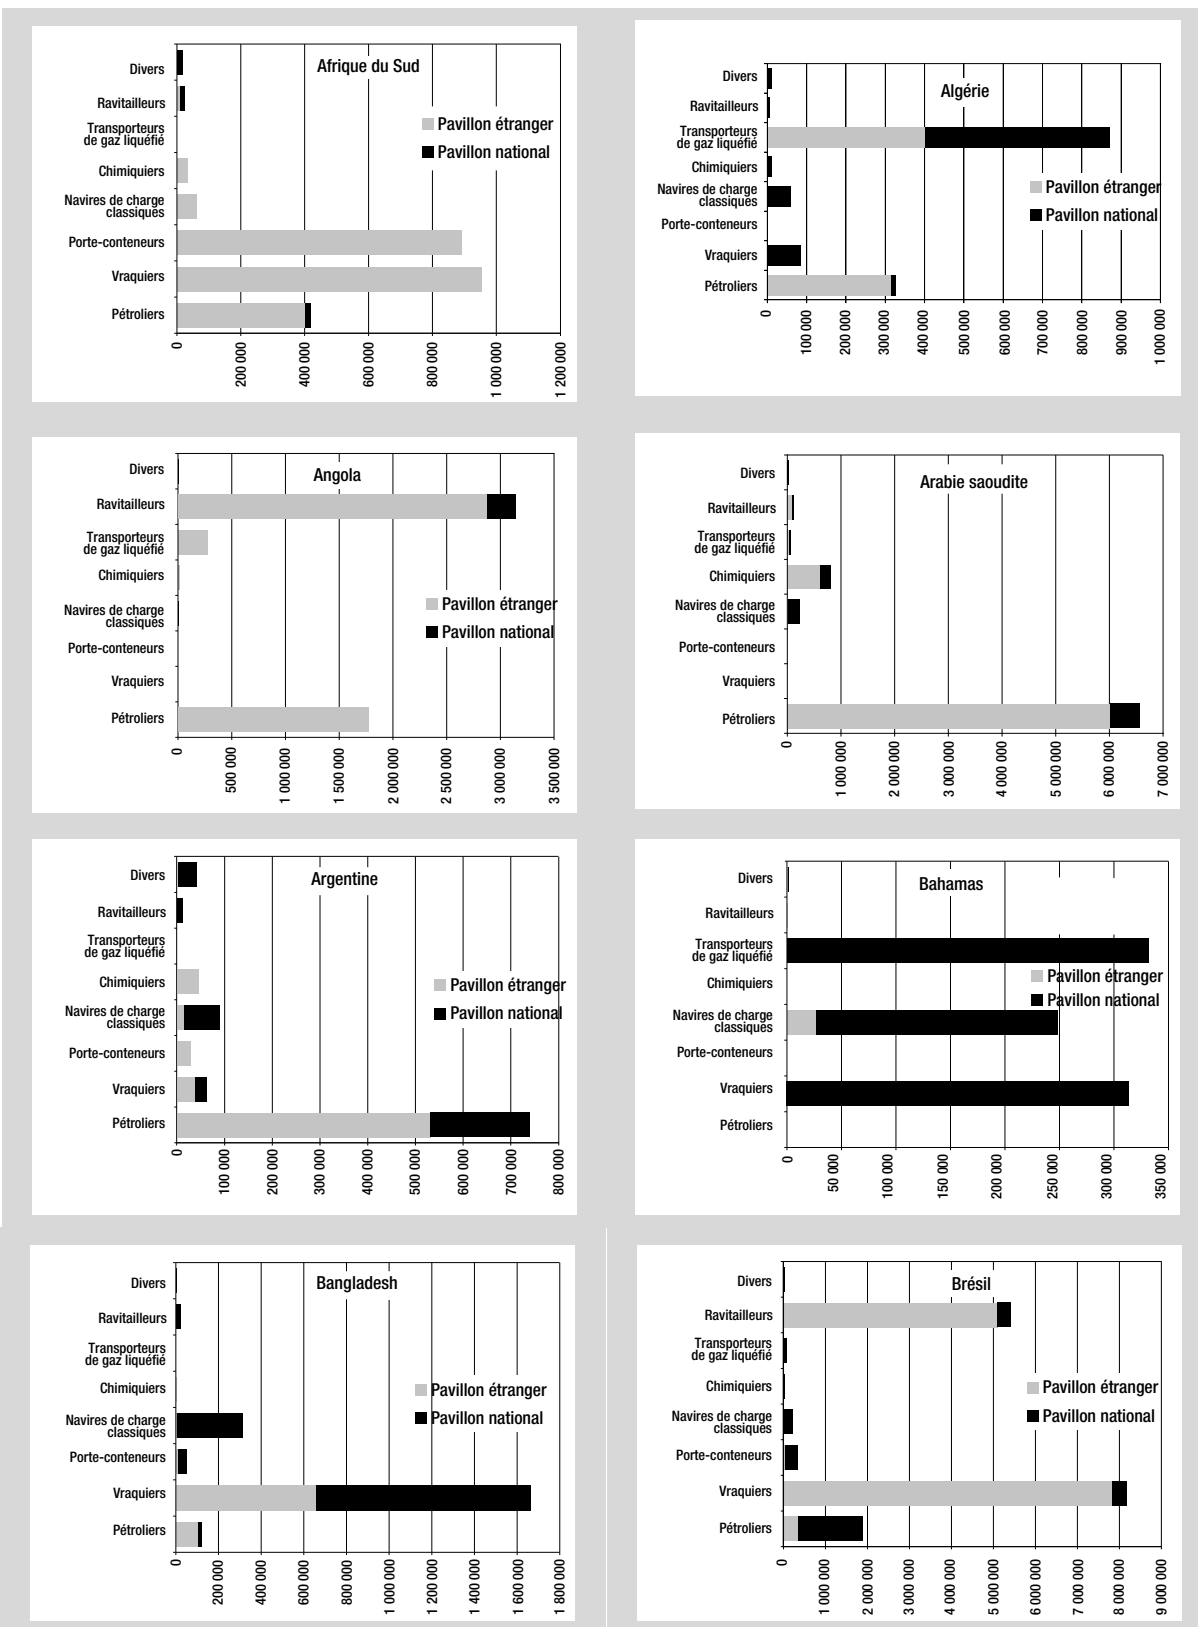 Afrique du Sud
Divers
Ravitailleurs
Transporteurs
de gaz liquéfié
Chimiquiers
Navires de charge
classiques
Porte-conteneurs
Vraquiers
Pétroliers
Pavillon étranger
Pavillon national
0
200 000
400 000
600 000
800 000
1 000 000
1 200 000
Algérie
Divers
Ravitailleurs
Transporteurs
de gaz liquéfié
Chimiquiers
Navires de charge
classiques
Porte-conteneurs
Vraquiers
Pétroliers
Pavillon étranger
Pavillon national
0
100 000
200 000
300 000
400 000
500 000
600 000
700 000
800 000
900 000
1 000 000
Angola
Divers
Ravitailleurs
Transporteurs
de gaz liquéfié
Chimiquiers
Navires de charge
classiques
Porte-conteneurs
Vraquiers
Pétroliers
Pavillon étranger
Pavillon national
0
500 000
1 000 000
1 500 000
2 000 000
2 500 000
3 000 000
3 500 000
Arabie saoudite
Divers
Ravitailleurs
Transporteurs
de gaz liquéfié
Chimiquiers
Navires de charge
classiques
Porte-conteneurs
Vraquiers
Pétroliers
0
1 000 000
2 000 000
3 000 000
4 000 000
5 000 000
6 000 000
7 000 000
Argentine
Divers
Ravitailleurs
Transporteurs
de gaz liquéfié
Chimiquiers
Navires de charge
classiques
Porte-conteneurs
Vraquiers
Pétroliers
Pavillon étranger
Pavillon national
0
100 000
200 000
300 000
400 000
500 000
600 000
700 000
800 000
Bahamas
Divers
Ravitailleurs
Transporteurs
de gaz liquéfié
Chimiquiers
Navires de charge
classiques
Porte-conteneurs
Vraquiers
Pétroliers
Pavillon étranger
Pavillon national
0
50 000
100 000
150 000
200 000
250 000
300 000
350 000
Bangladesh
Divers
Ravitailleurs
Transporteurs
de gaz liquéfié
Chimiquiers
Navires de charge
classiques
Porte-conteneurs
Vraquiers
Pétroliers
Pavillon étranger
Pavillon national
0
200 000
400 000
600 000
800 000
1 000 000
1 200 000
1 400 000
1 600 000
1 800 000
Brésil
Divers
Ravitailleurs
Transporteurs
de gaz liquéfié
Chimiquiers
Navires de charge
classiques
Porte-conteneurs
Vraquiers
Pétroliers
Pavillon étranger
Pavillon national
0
1 000 000
2 000 000
3 000 000
4 000 000
5 000 000
6 000 000
7 000 000
8 000 000
9 000 000